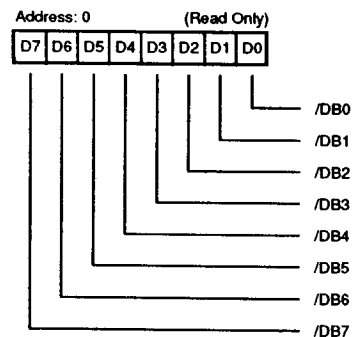 Address: 0 (Read Only)
D7 D6 D5 D4 D3 D2 D1 D0
/DB0
/DB1
/DB2
/DB3
/DB4
/DB5
/DB6
/DB7